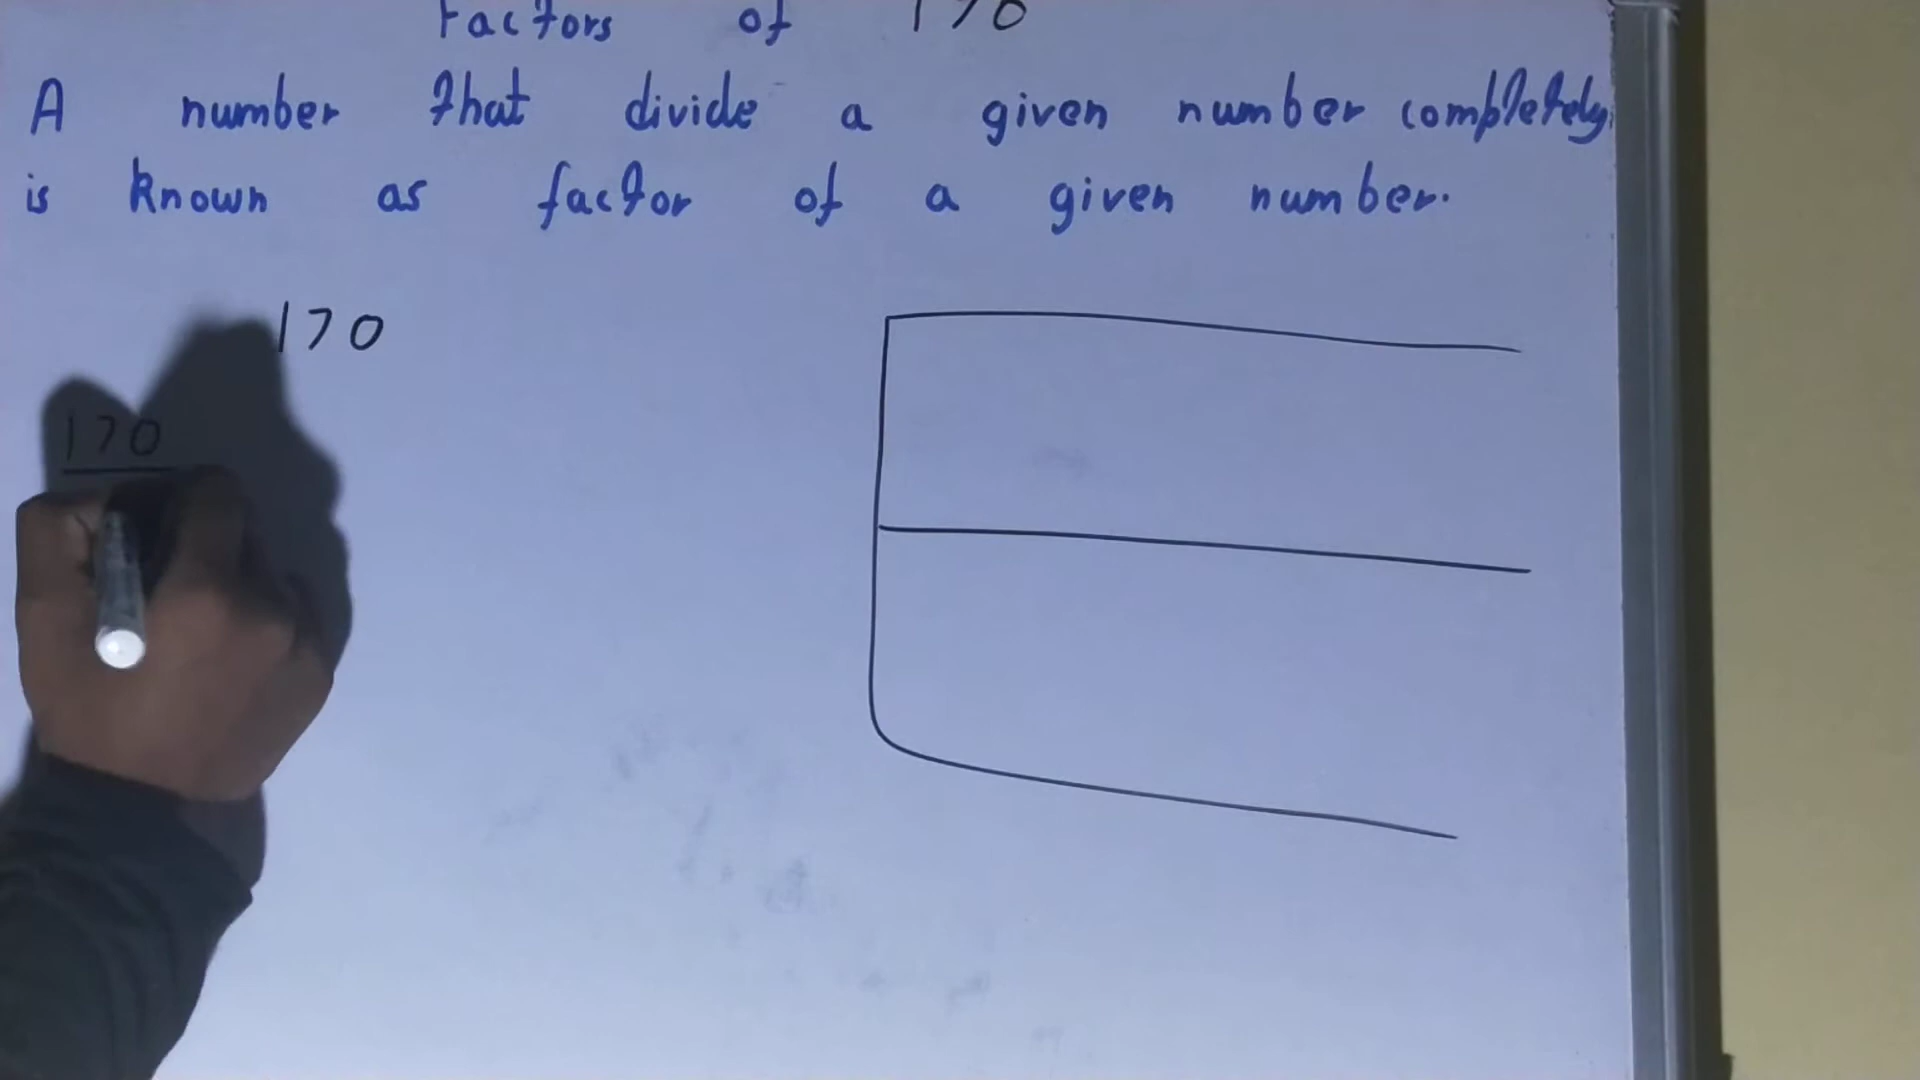 Factors of 170
A number that divide a given number completely
is known as factor of a given number.
170
170